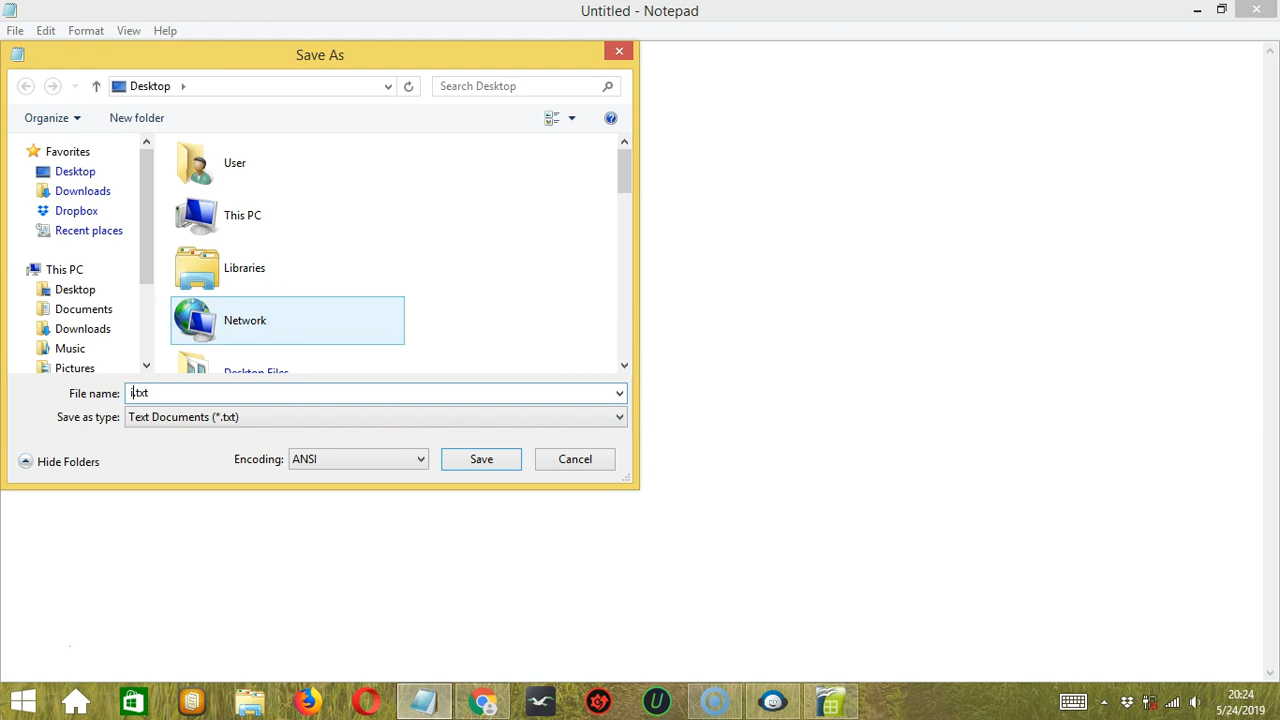 Untitled - Notepad
File Edit Format View Help
Save As
Desktop
Search Desktop
Organize New folder
Favorites
Desktop
Downloads
Dropbox
Recent places
This PC
Desktop
Documents
Downloads
Music
Pictures
User
This PC
Libraries
Network
Desktop Files
File name: i.txt
Save as type: Text Documents (*.txt)
Hide Folders Encoding: ANSI Save Cancel
20:24
5/24/2019